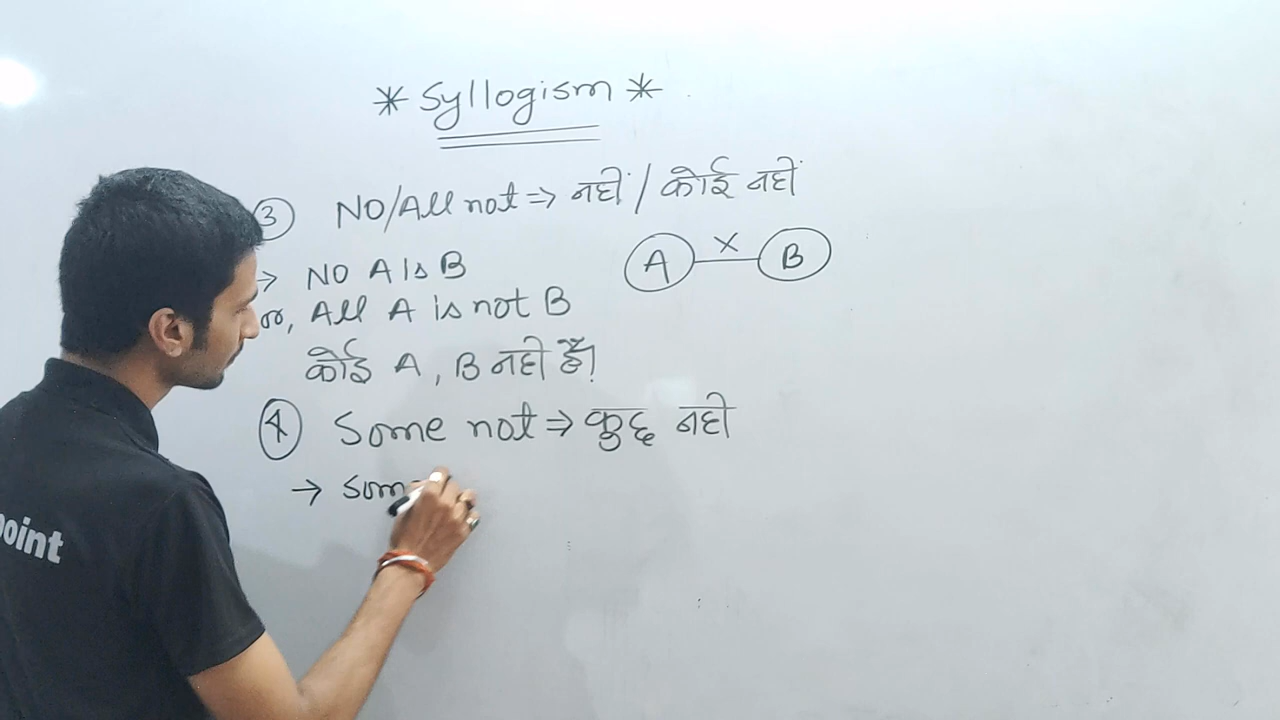 * Syllogism *
③ NO/All not ⇒ नही / कोई नही
→ NO A is B
A × B
or, All A is not B
कोई A, B नही है।
④ Some not ⇒ कुछ नही
→ som
point